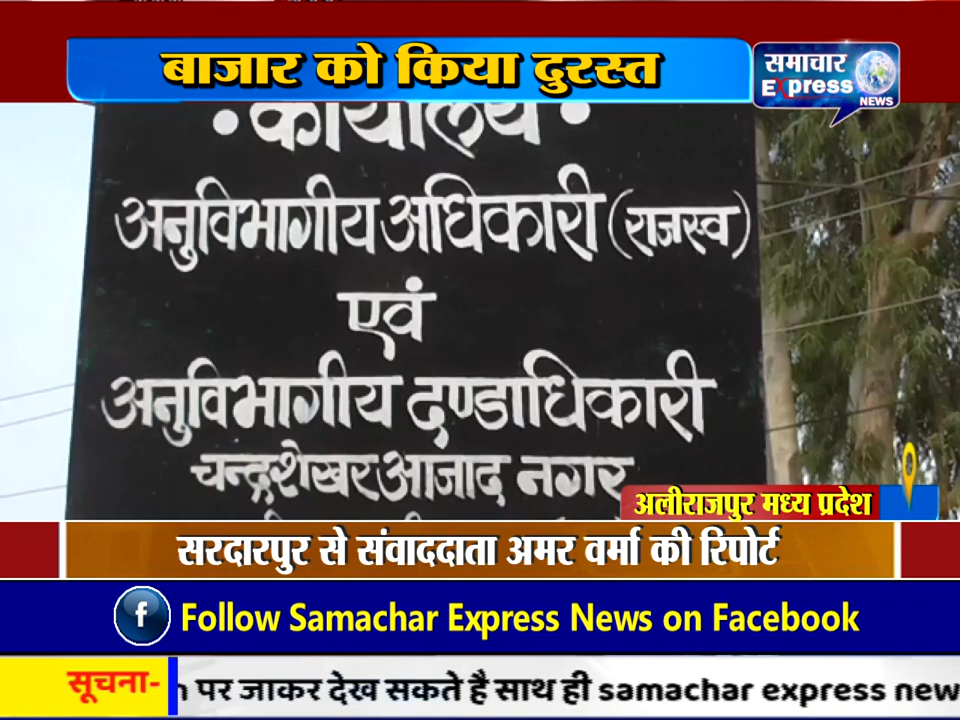 बाजार को किया दुरस्त
समाचार
Express
NEWS
• कार्यालय •
अनुविभागीय अधिकारी (राजस्व)
एवं
अनुविभागीय दण्डाधिकारी
चन्द्रशेखर आजाद नगर
अलीराजपुर मध्य प्रदेश
सरदारपुर से संवाददाता अमर वर्मा की रिपोर्ट
f Follow Samachar Express News on Facebook
सूचना- पर जाकर देख सकते है साथ ही samachar express new